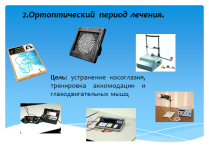 2.Ортоптический период лечения.
Цель: устранение косоглазия,
тренировка аккомодации и
глазодвигательных мышц